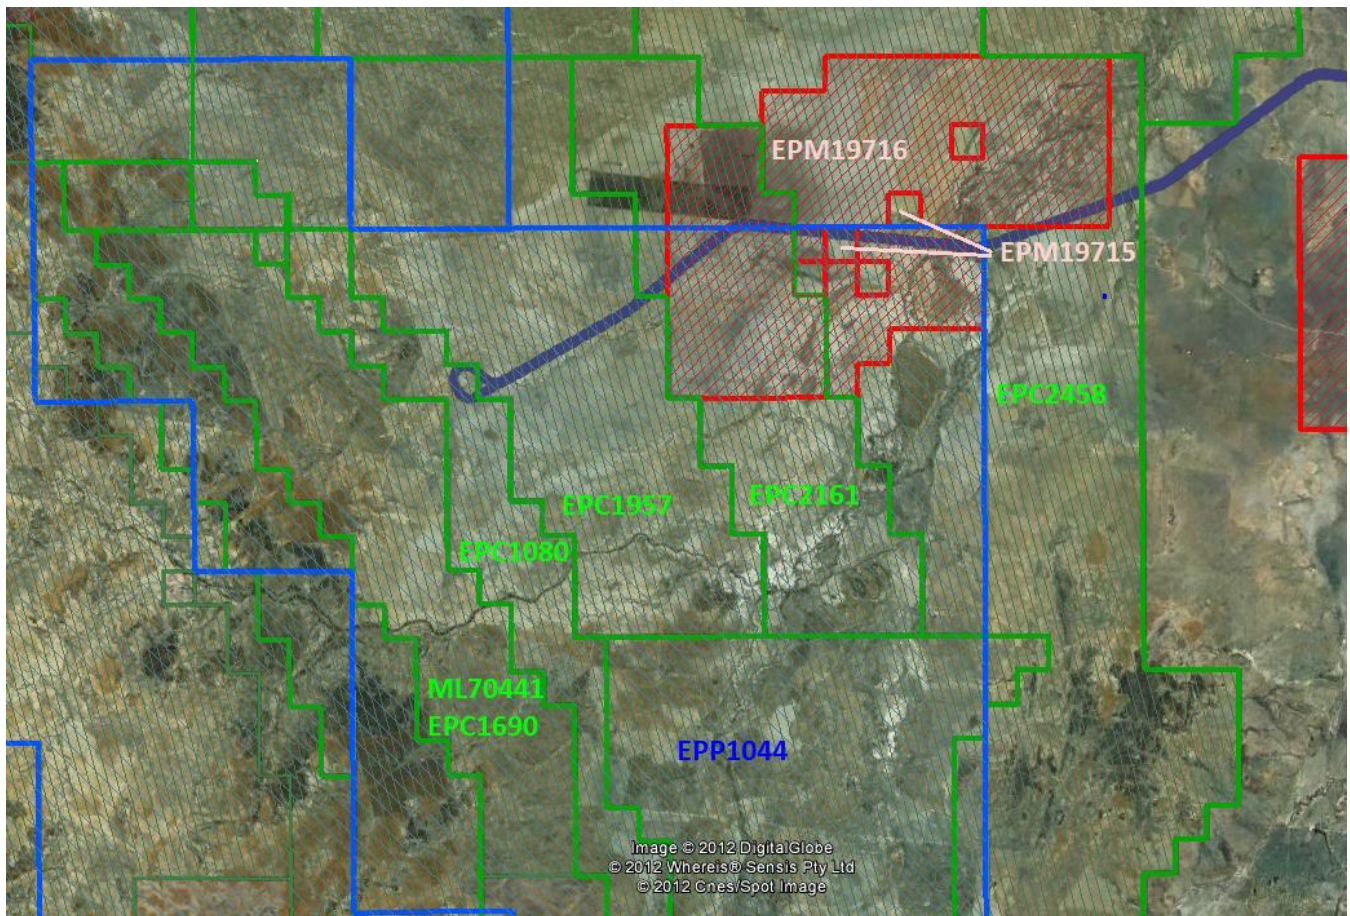 EPM19716
EPM19715
EPC2458
EPC1957
EPC2161
EPC1080
ML70441
EPC1690
EPP1044
Image © 2012 DigitalGlobe
© 2012 Whereis® Sensis Pty Ltd
© 2012 Cnes/Spot Image